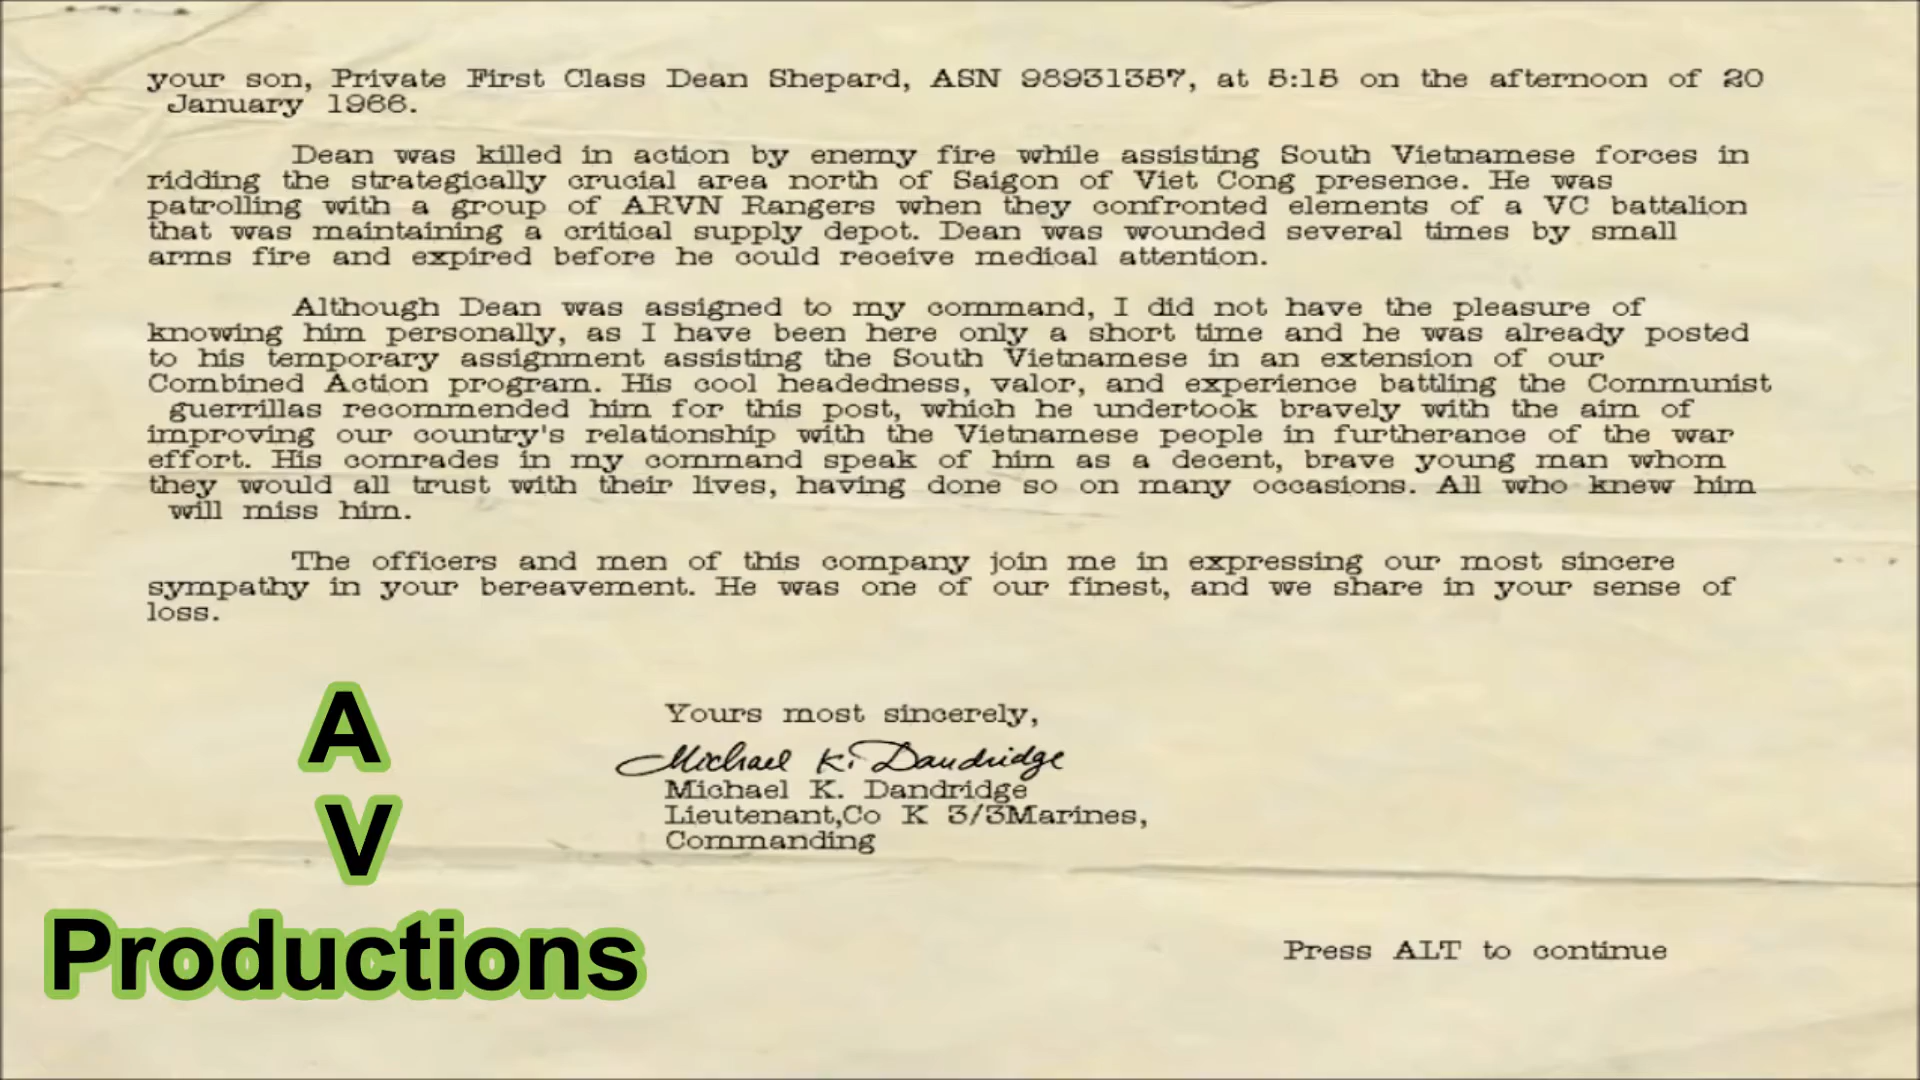 your son, Private First Class Dean Shepard, ASN 98931357, at 5:15 on the afternoon of 20
January 1966.
Dean was killed in action by enemy fire while assisting South Vietnamese forces in
ridding the strategically crucial area north of Saigon of Viet Cong presence. He was
patrolling with a group of ARVN Rangers when they confronted elements of a VC battalion
that was maintaining a critical supply depot. Dean was wounded several times by small
arms fire and expired before he could receive medical attention.
Although Dean was assigned to my command, I did not have the pleasure of
knowing him personally, as I have been here only a short time and he was already posted
to his temporary assignment assisting the South Vietnamese in an extension of our
Combined Action program. His cool headedness, valor, and experience battling the Communist
guerrillas recommended him for this post, which he undertook bravely with the aim of
improving our country's relationship with the Vietnamese people in furtherance of the war
effort. His comrades in my command speak of him as a decent, brave young man whom
they would all trust with their lives, having done so on many occasions. All who knew him
will miss him.
The officers and men of this company join me in expressing our most sincere
sympathy in your bereavement. He was one of our finest, and we share in your sense of
loss.
Yours most sincerely,
Michael K. Dandridge
Michael K. Dandridge
Lieutenant,Co K 3/3Marines,
Commanding
A
V
Productions
Press ALT to continue